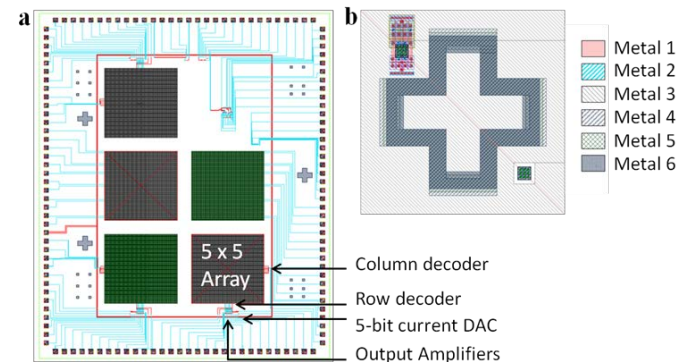 a
b
Metal 1
Metal 2
Metal 3
Metal 4
Metal 5
Metal 6
5 x 5
Array
Column decoder
Row decoder
5-bit current DAC
Output Amplifiers